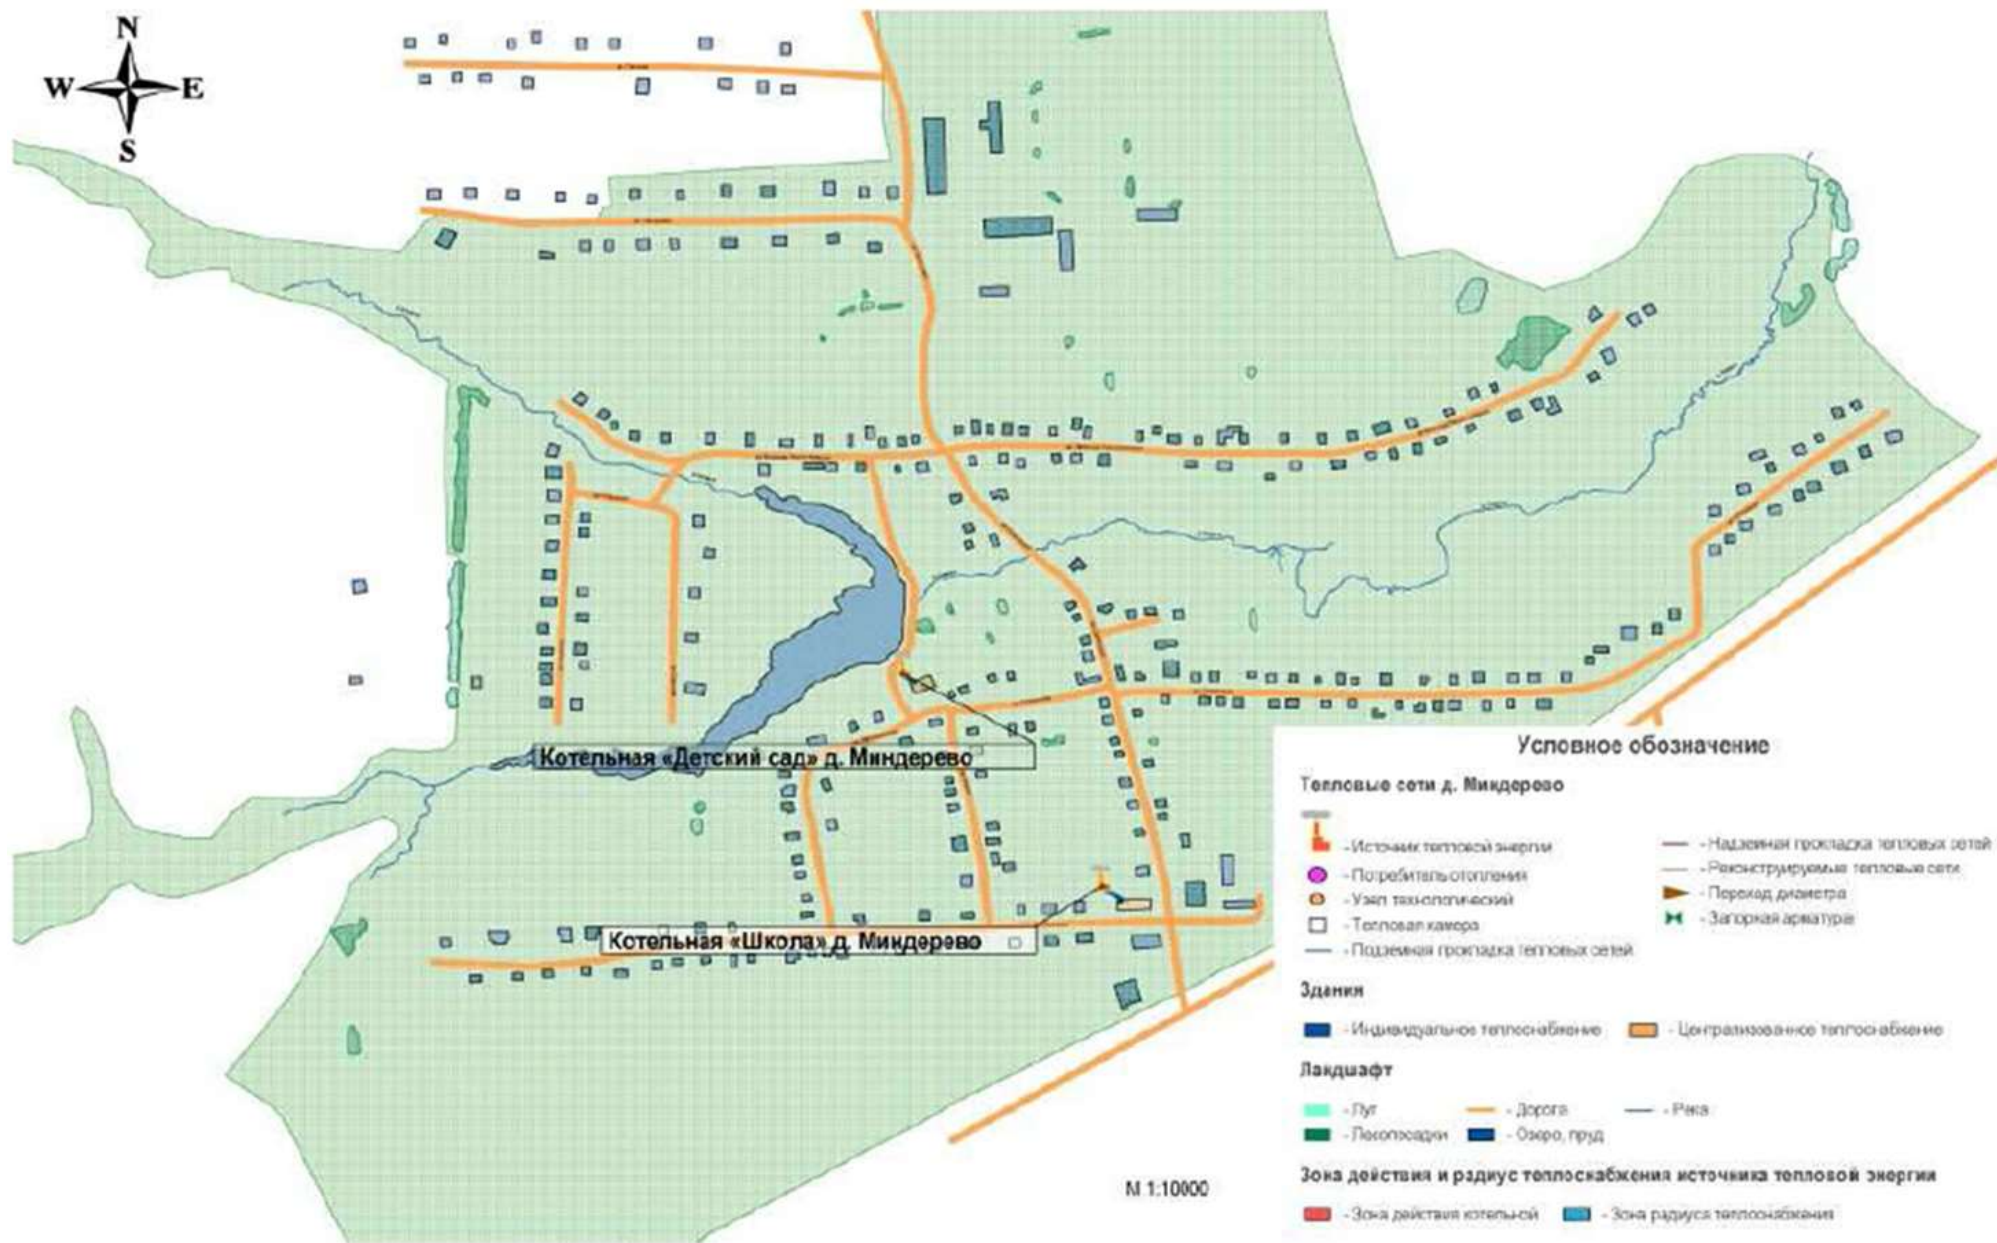 N
W E
S
Котельная «Детский сад» д. Миндерево
Котельная «Школа» д. Миндерево
М 1:10000
Условное обозначение
Тепловые сети д. Миндерево
- Источник тепловой энергии
- Потребитель отопления
- Узел технологический
- Тепловая камера
- Подземная прокладка тепловых сетей
- Надземная прокладка тепловых сетей
- Реконструируемые тепловые сети
- Переход диаметра
- Запорная арматура
Здания
- Индивидуальное теплоснабжение - Централизованное теплоснабжение
Ландшафт
- Луг - Дорога - Река
- Лесопосадки - Озеро, пруд
Зона действия и радиус теплоснабжения источника тепловой энергии
- Зона действия котельной - Зона радиуса теплоснабжения